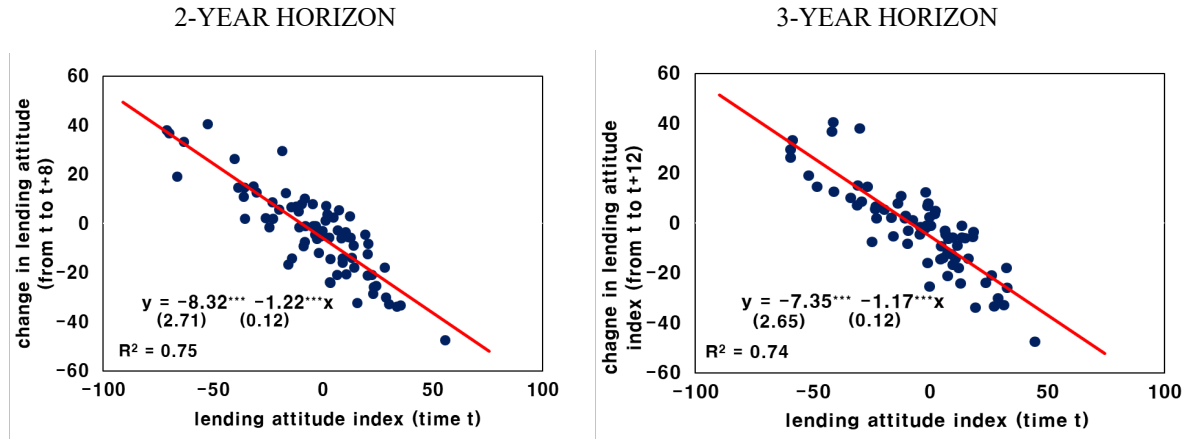 2-YEAR HORIZON
change in lending attitude
(from t to t+8)
60
40
20
0
−20
−40
−60
y = −8.32*** −1.22***x
(2.71) (0.12)
R² = 0.75
−100 −50 0 50 100
lending attitude index (time t)
3-YEAR HORIZON
chagne in lending attitude
index (from t to t+12)
60
40
20
0
−20
−40
−60
y = −7.35*** −1.17***x
(2.65) (0.12)
R² = 0.74
−100 −50 0 50 100
lending attitude index (time t)